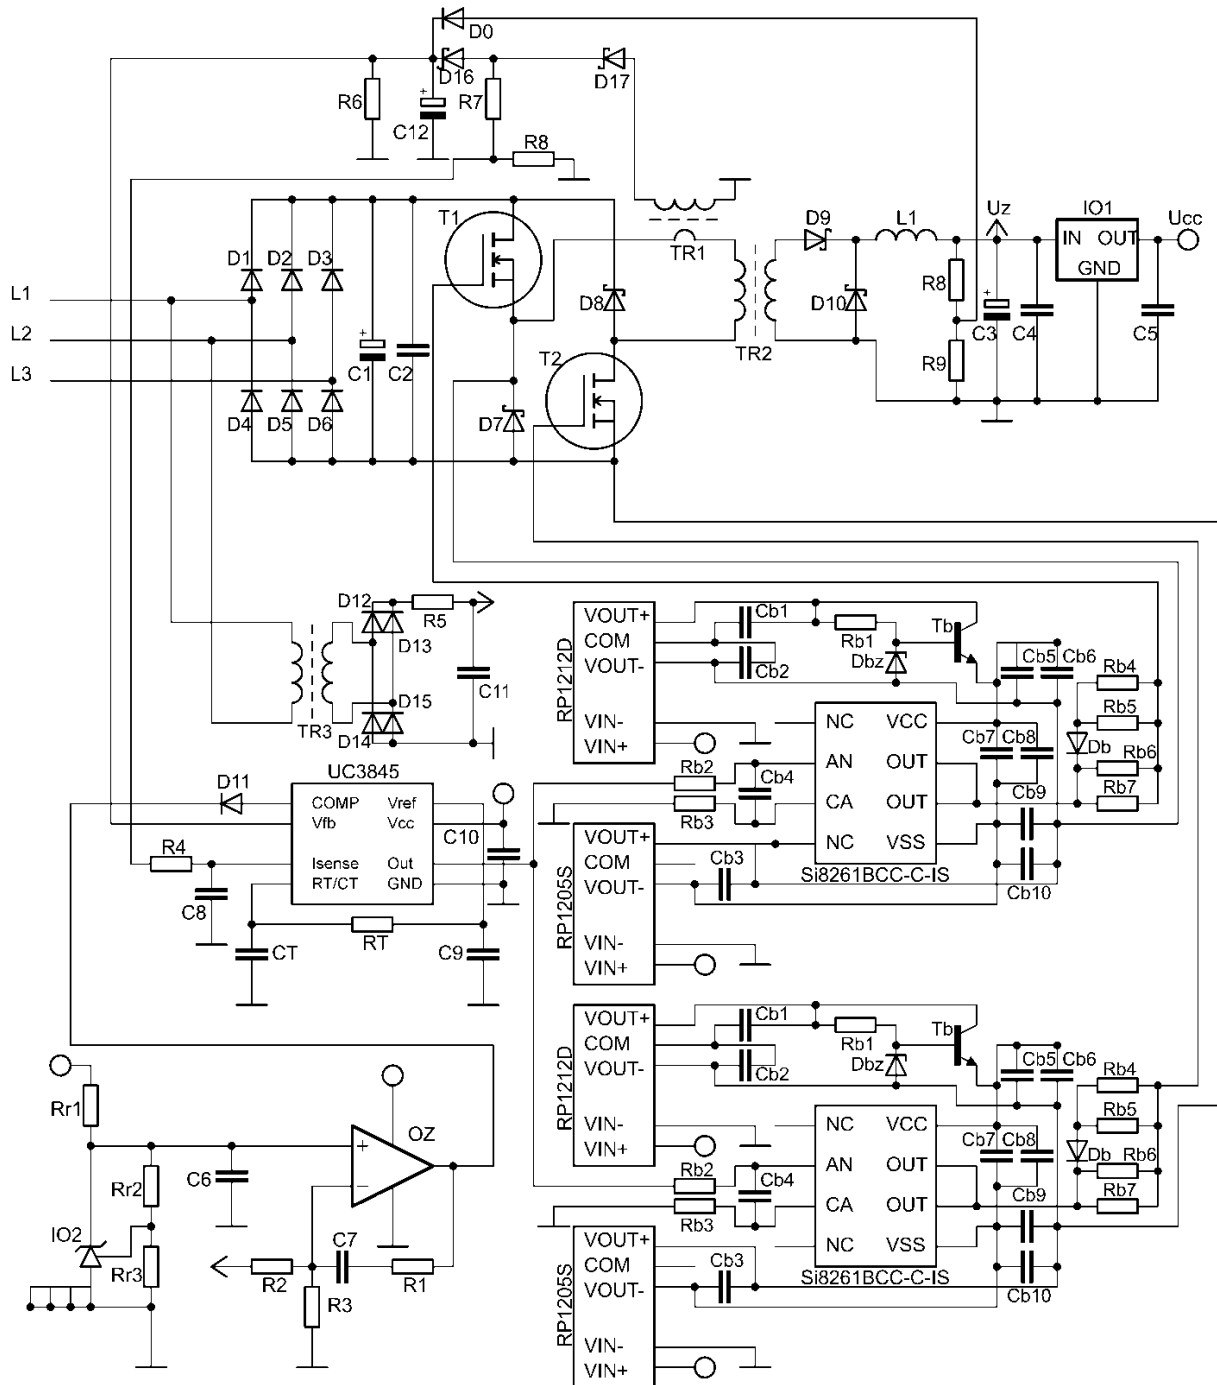 D0
D16
D17
R6
C12
+
R7
R8
T1
TR1
D9
L1
Uz
IO1
Ucc
IN OUT
GND
D1
D2
D3
L1
L2
L3
D8
TR2
D10
R8
R9
+
C3
C4
C5
+
C1
C2
T2
D4
D5
D6
D7
D12
D13
R5
C11
D15
D14
TR3
RP1212D
VOUT+
COM
VOUT-
VIN-
VIN+
Cb1
Cb2
Rb1
Dbz
Tb
Cb5
Cb6
Rb4
Rb5
Db
Rb6
Rb7
Cb7
Cb8
Cb9
Cb10
NC VCC
AN OUT
CA OUT
NC VSS
Si8261BCC-C-IS
Rb2
Rb3
Cb4
UC3845
COMP Vref
Vfb Vcc
Isense Out
RT/CT GND
D11
R4
C8
C10
CT
RT
C9
RP1205S
VOUT+
COM
VOUT-
VIN-
VIN+
Cb3
RP1212D
VOUT+
COM
VOUT-
VIN-
VIN+
Cb1
Cb2
Rb1
Dbz
Tb
Cb5
Cb6
Rb4
Rb5
Db
Rb6
Rb7
Cb7
Cb8
Cb9
Cb10
NC VCC
AN OUT
CA OUT
NC VSS
Si8261BCC-C-IS
Rb2
Rb3
Cb4
RP1205S
VOUT+
COM
VOUT-
VIN-
VIN+
Cb3
Rr1
OZ
+
−
Rr2
C6
IO2
Rr3
R2
C7
R1
R3